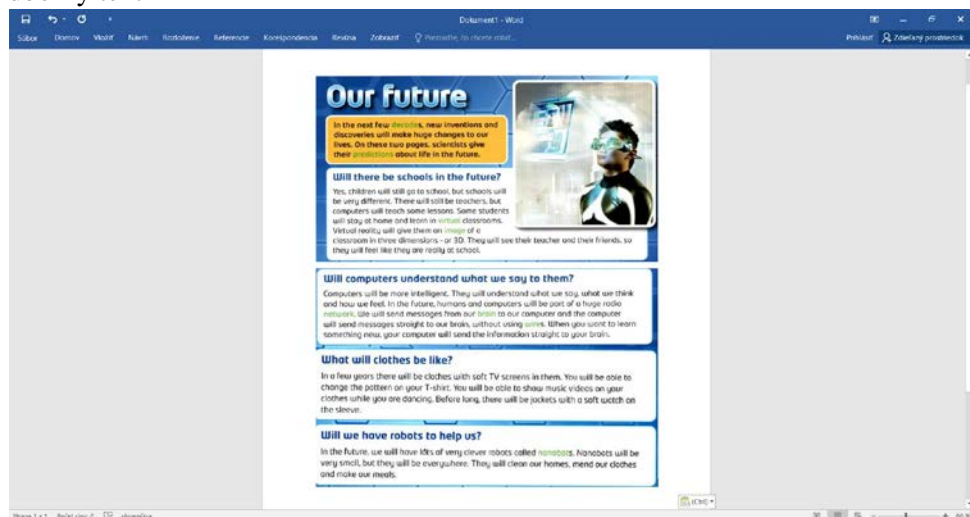 Dokument1 - Word
Súbor Domov Vložiť Návrh Rozloženie Referencie Korešpondencia Revízia Zobraziť Povedzte, čo chcete robiť...
Prihlásiť Zdieľaný prostriedok
Our future
In the next few decades, new inventions and
discoveries will make huge changes to our
lives. On these two pages, scientists give
their predictions about life in the future.
Will there be schools in the future?
Yes, children will still go to school, but schools will
be very different. There will still be teachers, but
computers will teach some lessons. Some students
will stay at home and learn in virtual classrooms.
Virtual reality will give them an image of a
classroom in three dimensions - or 3D. They will see their teacher and their friends, so
they will feel like they are really at school.
Will computers understand what we say to them?
Computers will be more intelligent. They will understand what we say, what we think
and how we feel. In the future, humans and computers will be part of a huge radio
network. We will send messages from our brain to our computer and the computer
will send messages straight to our brain, without using wires. When you want to learn
something new, your computer will send the information straight to your brain.
What will clothes be like?
In a few years there will be clothes with soft TV screens in them. You will be able to
change the pattern on your T-shirt. You will be able to show music videos on your
clothes while you are dancing. Before long, there will be jackets with a soft watch on
the sleeve.
Will we have robots to help us?
In the future, we will have lots of very clever robots called nanobots. Nanobots will be
very small, but they will be everywhere. They will clean our homes, mend our clothes
and make our meals.
(Ctrl)